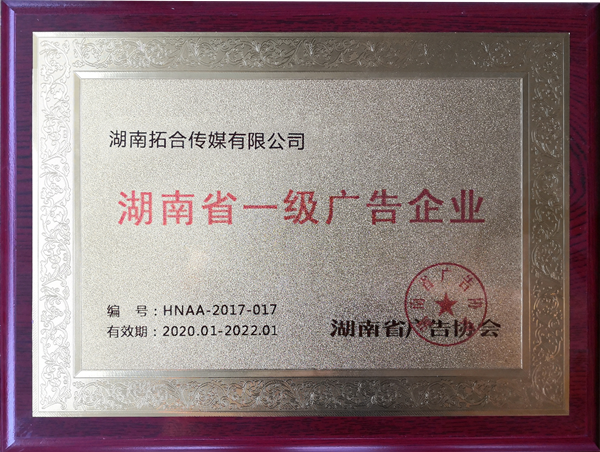 湖南拓合传媒有限公司
湖南省一级广告企业
编 号：HNAA-2017-017
有效期：2020.01-2022.01
湖南省广告协会